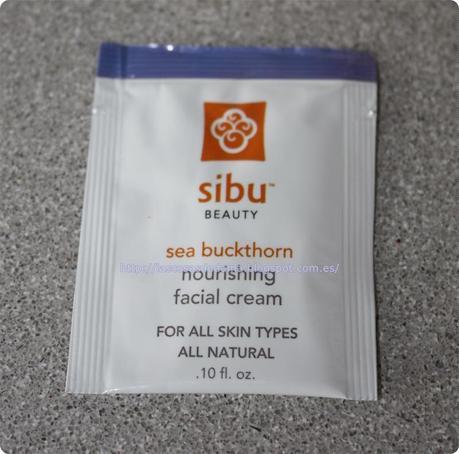 sibu™
BEAUTY
sea buckthorn
nourishing
facial cream
FOR ALL SKIN TYPES
ALL NATURAL
.10 fl. oz.